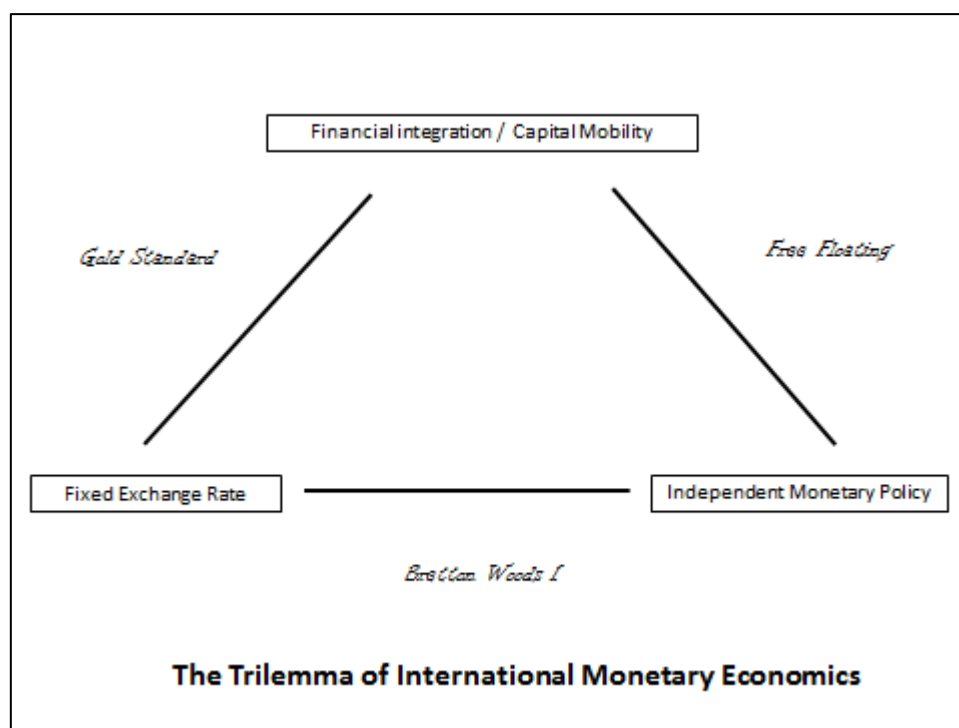 Financial integration / Capital Mobility
Gold Standard
Free Floating
Fixed Exchange Rate
Independent Monetary Policy
Bretton Woods I
The Trilemma of International Monetary Economics